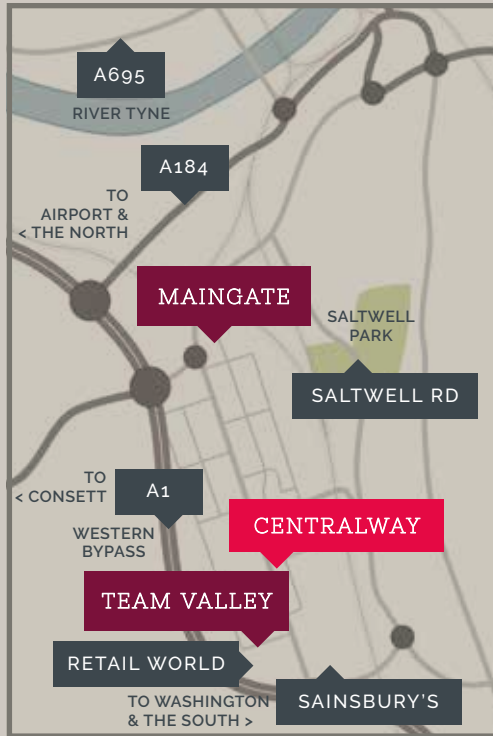 A695
RIVER TYNE
A184
TO
AIRPORT &
< THE NORTH
MAINGATE
SALTWELL
PARK
SALTWELL RD
TO
< CONSETT
A1
WESTERN
BYPASS
CENTRALWAY
TEAM VALLEY
RETAIL WORLD
SAINSBURY'S
TO WASHINGTON
& THE SOUTH >